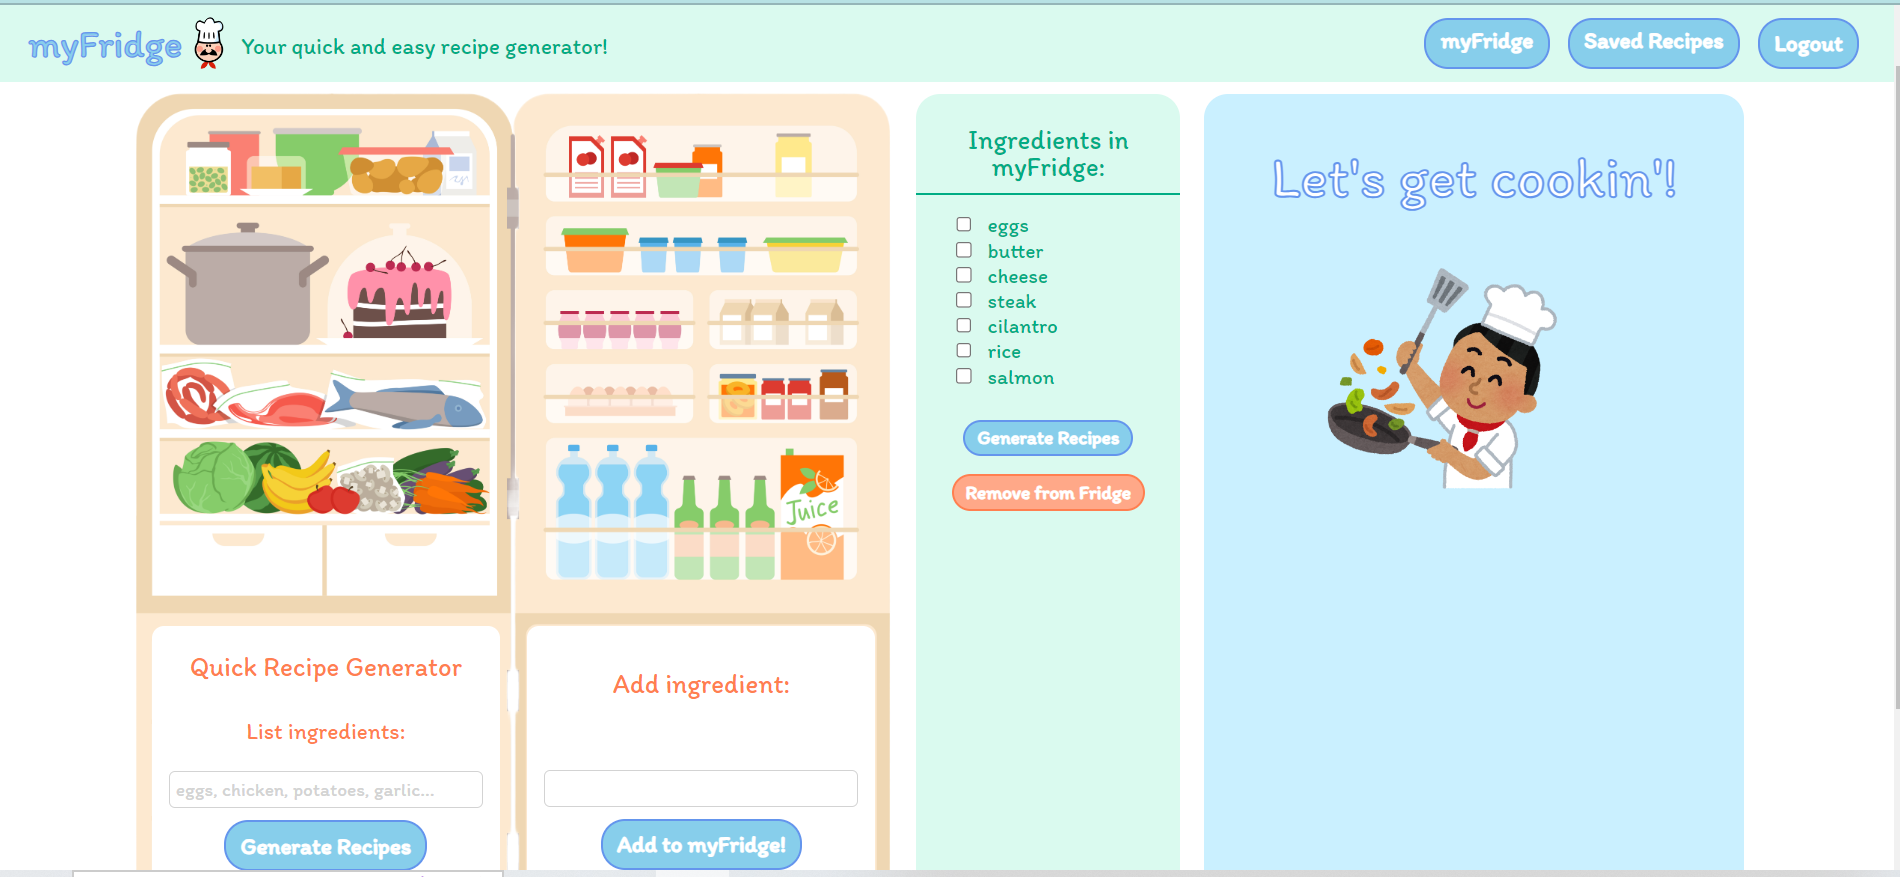 myFridge
Your quick and easy recipe generator!
myFridge
Saved Recipes
Logout
Juice
Quick Recipe Generator
List ingredients:
eggs, chicken, potatoes, garlic...
Generate Recipes
Add ingredient:
Add to myFridge!
Ingredients in
myFridge:
eggs
butter
cheese
steak
cilantro
rice
salmon
Generate Recipes
Remove from Fridge
Let's get cookin'!